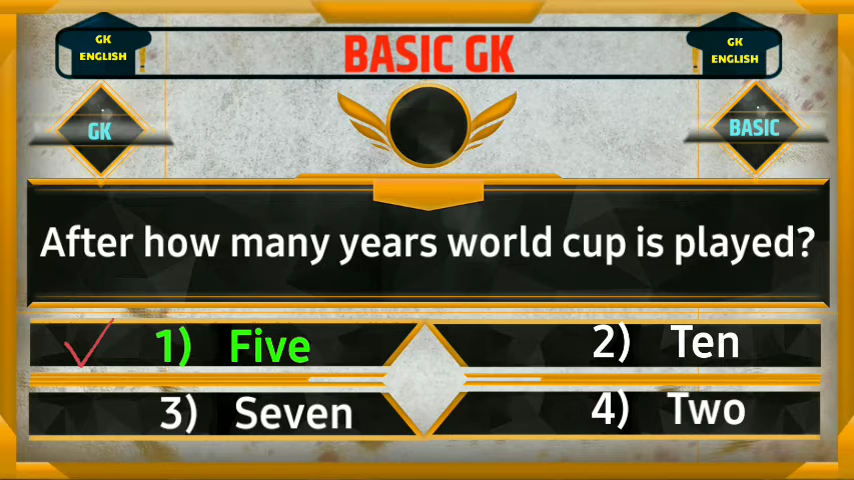 GK
ENGLISH
BASIC GK
GK
ENGLISH
GK
BASIC
After how many years world cup is played?
1) Five
2) Ten
3) Seven
4) Two